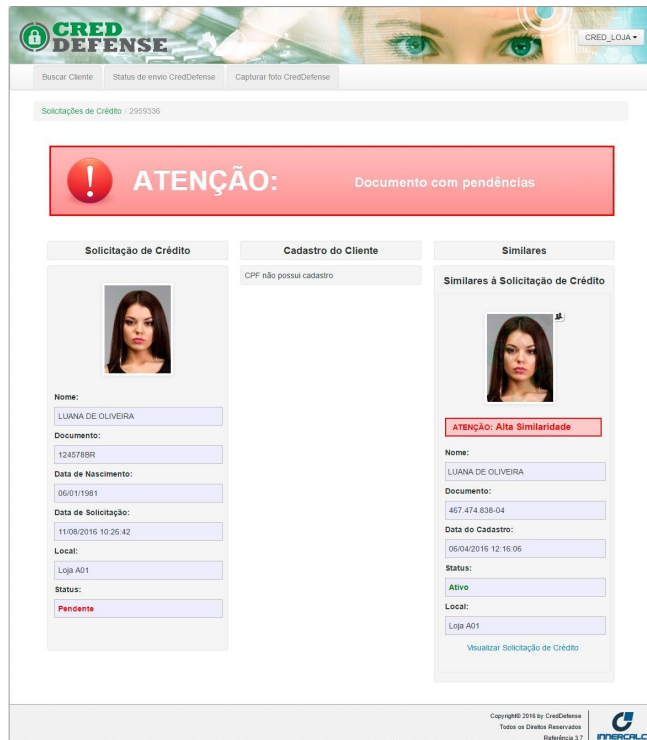 CRED
DEFENSE
CRED_LOJA
Buscar Cliente
Status de envio CredDefense
Capturar foto CredDefense
Solicitações de Crédito / 2959336
ATENÇÃO:
Documento com pendências
Solicitação de Crédito
Nome:
LUANA DE OLIVEIRA
Documento:
124578BR
Data de Nascimento:
06/01/1981
Data de Solicitação:
11/08/2016 10:26:42
Local:
Loja A01
Status:
Pendente
Cadastro do Cliente
CPF não possui cadastro
Similares
Similares à Solicitação de Crédito
ATENÇÃO: Alta Similaridade
Nome:
LUANA DE OLIVEIRA
Documento:
467.474.838-04
Data do Cadastro:
06/04/2016 12:16:06
Status:
Ativo
Local:
Loja A01
Visualizar Solicitação de Crédito
Copyright© 2016 by CredDefense
Todos os Direitos Reservados
Referência 3.7
INNERCALC